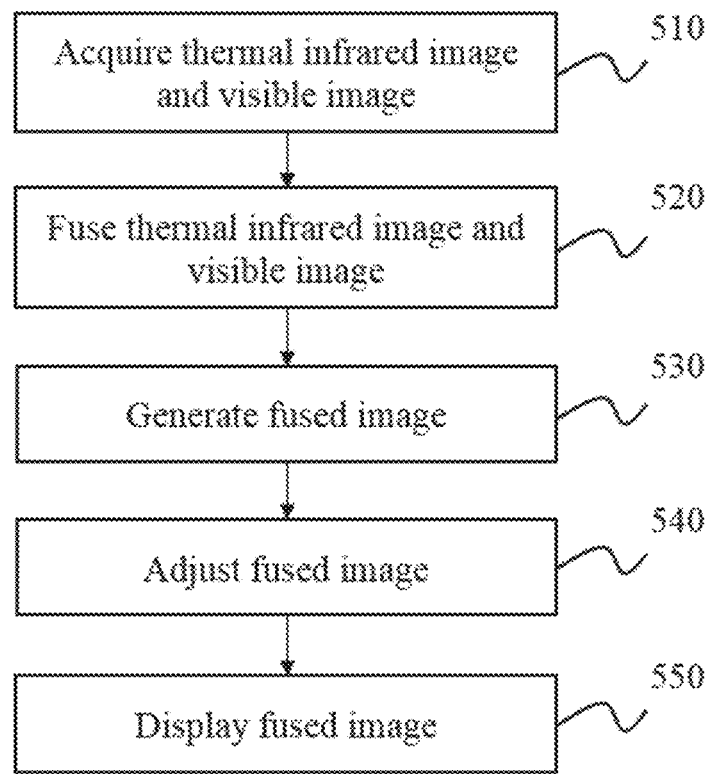 510
Acquire thermal infrared image
and visible image
520
Fuse thermal infrared image and
visible image
530
Generate fused image
540
Adjust fused image
550
Display fused image